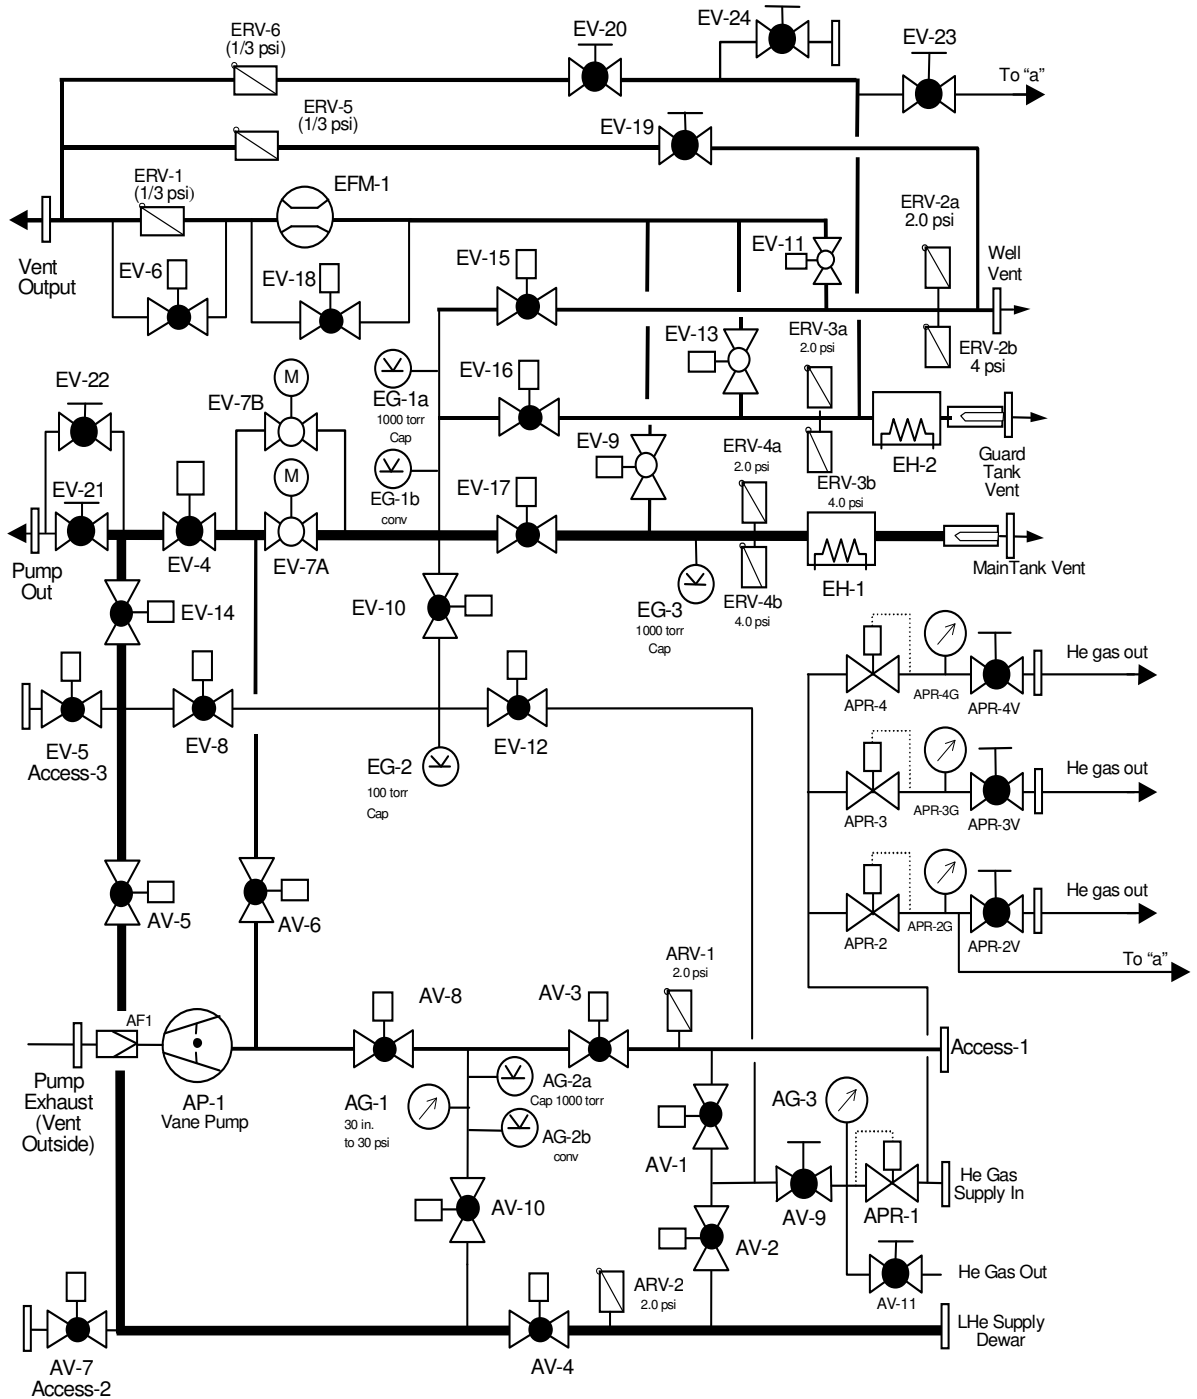 ERV-6
(1/3 psi)
EV-20
EV-24
EV-23
To “a”
ERV-5
(1/3 psi)
EV-19
ERV-1
(1/3 psi)
EFM-1
ERV-2a
2.0 psi
EV-11
Well
Vent
Vent
Output
EV-6
EV-18
EV-15
EV-13
ERV-3a
2.0 psi
ERV-2b
4 psi
EV-22
EV-7B
M
EG-1a
1000 torr
Cap
EV-16
EV-9
ERV-4a
2.0 psi
EH-2
Guard
Tank
Vent
EV-21
M
EG-1b
conv
EV-17
ERV-3b
4.0 psi
Pump
Out
EV-4
EV-7A
EV-10
EG-3
1000 torr
Cap
ERV-4b
4.0 psi
EH-1
MainTank Vent
EV-14
APR-4
APR-4G
APR-4V
He gas out
EV-5
Access-3
EV-8
EG-2
100 torr
Cap
EV-12
APR-3
APR-3G
APR-3V
He gas out
AV-5
AV-6
APR-2
APR-2G
APR-2V
He gas out
To “a”
AV-8
AV-3
ARV-1
2.0 psi
AF1
Access-1
Pump
Exhaust
(Vent
Outside)
AP-1
Vane Pump
AG-1
30 in.
to 30 psi
AG-2a
Cap 1000 torr
AG-2b
conv
AG-3
AV-1
AV-10
AV-2
AV-9
APR-1
He Gas
Supply In
AV-11
He Gas Out
ARV-2
2.0 psi
AV-7
Access-2
AV-4
LHe Supply
Dewar